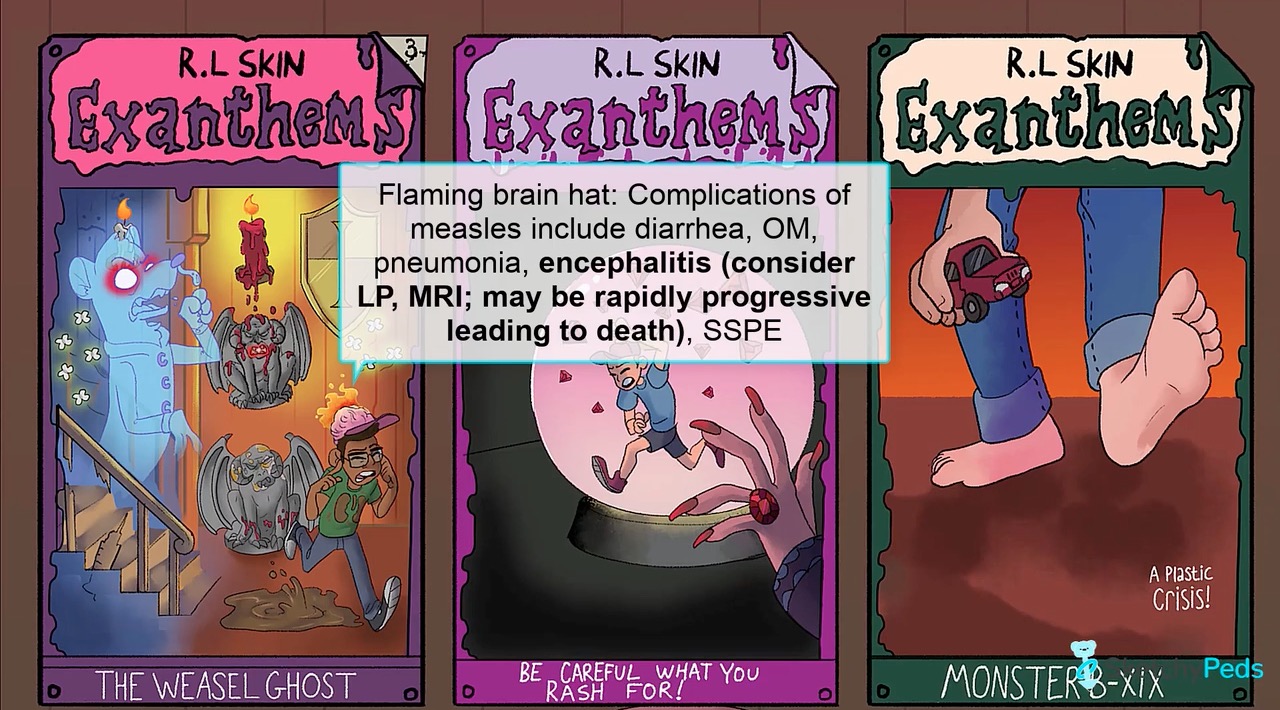 R.L SKIN
Exanthems
3
THE WEASEL GHOST
R.L SKIN
Exanthems
BE CAREFUL WHAT YOU
RASH FOR!
R.L SKIN
Exanthems
A Plastic
Crisis!
MONSTER B-XIX
Flaming brain hat: Complications of
measles include diarrhea, OM,
pneumonia, encephalitis (consider
LP, MRI; may be rapidly progressive
leading to death), SSPE
Peds